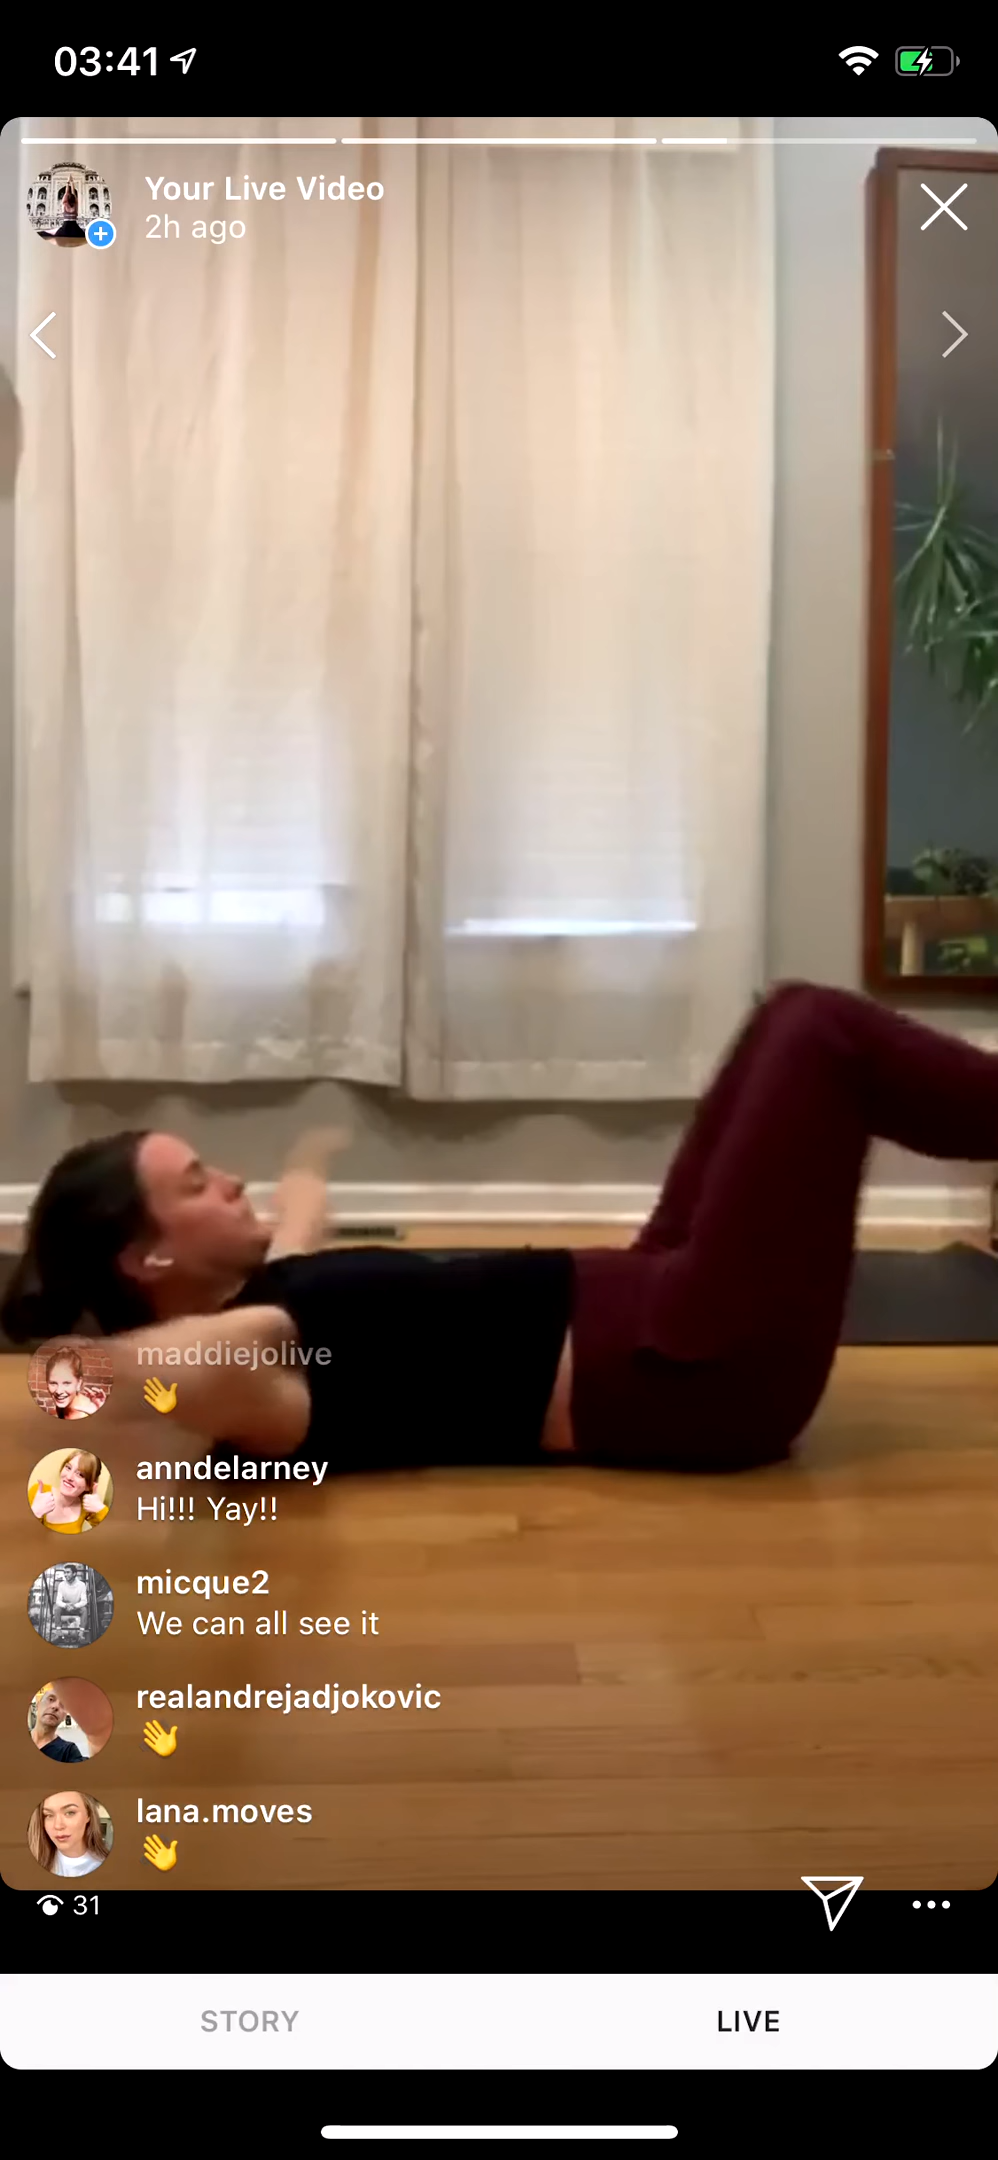 03:41
Your Live Video
2h ago
maddiejolive
👋
anndelarney
Hi!!! Yay!!
micque2
We can all see it
realandrejadjokovic
👋
lana.moves
👋
31
STORY
LIVE